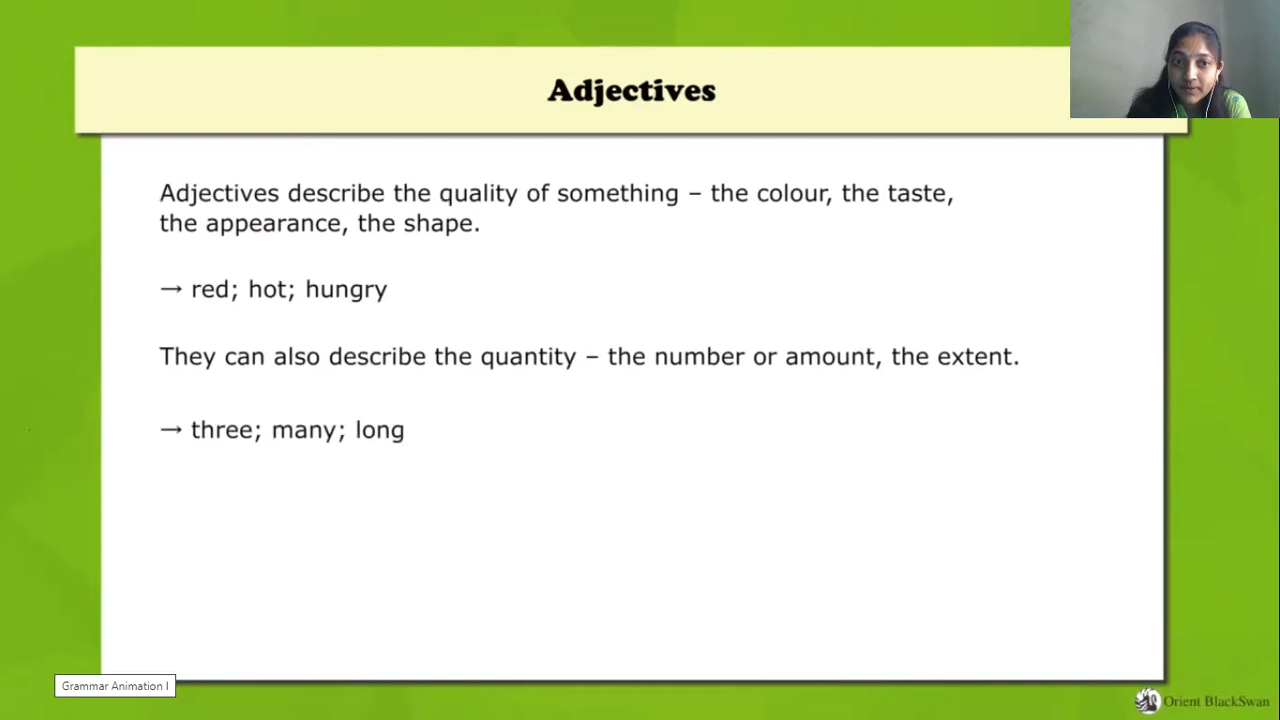 Adjectives
Adjectives describe the quality of something – the colour, the taste,
the appearance, the shape.
→ red; hot; hungry
They can also describe the quantity – the number or amount, the extent.
→ three; many; long
Grammar Animation I
Orient BlackSwan